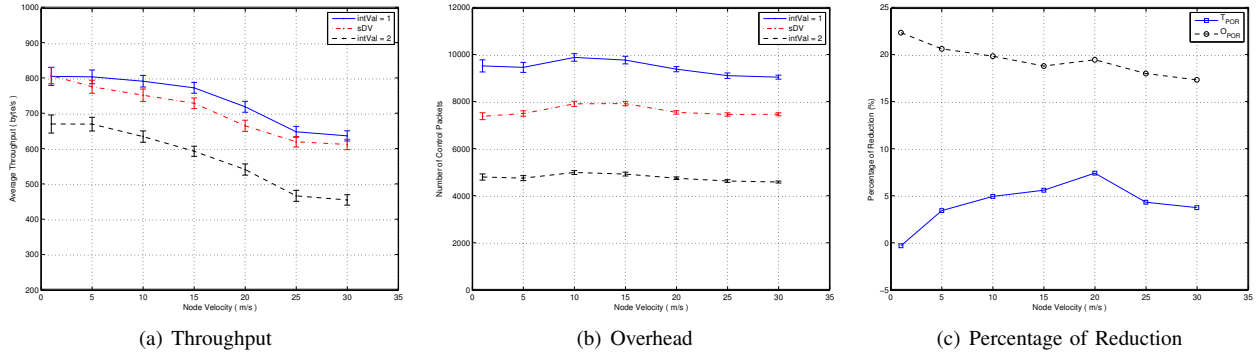 1000
900
800
700
600
500
400
300
200
Average Throughput ( byte/s )
0 5 10 15 20 25 30 35
Node Velocity ( m/s )
intVal = 1
sDV
intVal = 2
(a) Throughput
12000
10000
8000
6000
4000
2000
0
Number of Control Packets
0 5 10 15 20 25 30 35
Node Velocity ( m/s )
intVal = 1
sDV
intVal = 2
(b) Overhead
25
20
15
10
5
0
−5
Percentage of Reduction (%)
0 5 10 15 20 25 30 35
Node Velocity ( m/s )
T_POR
O_POR
(c) Percentage of Reduction